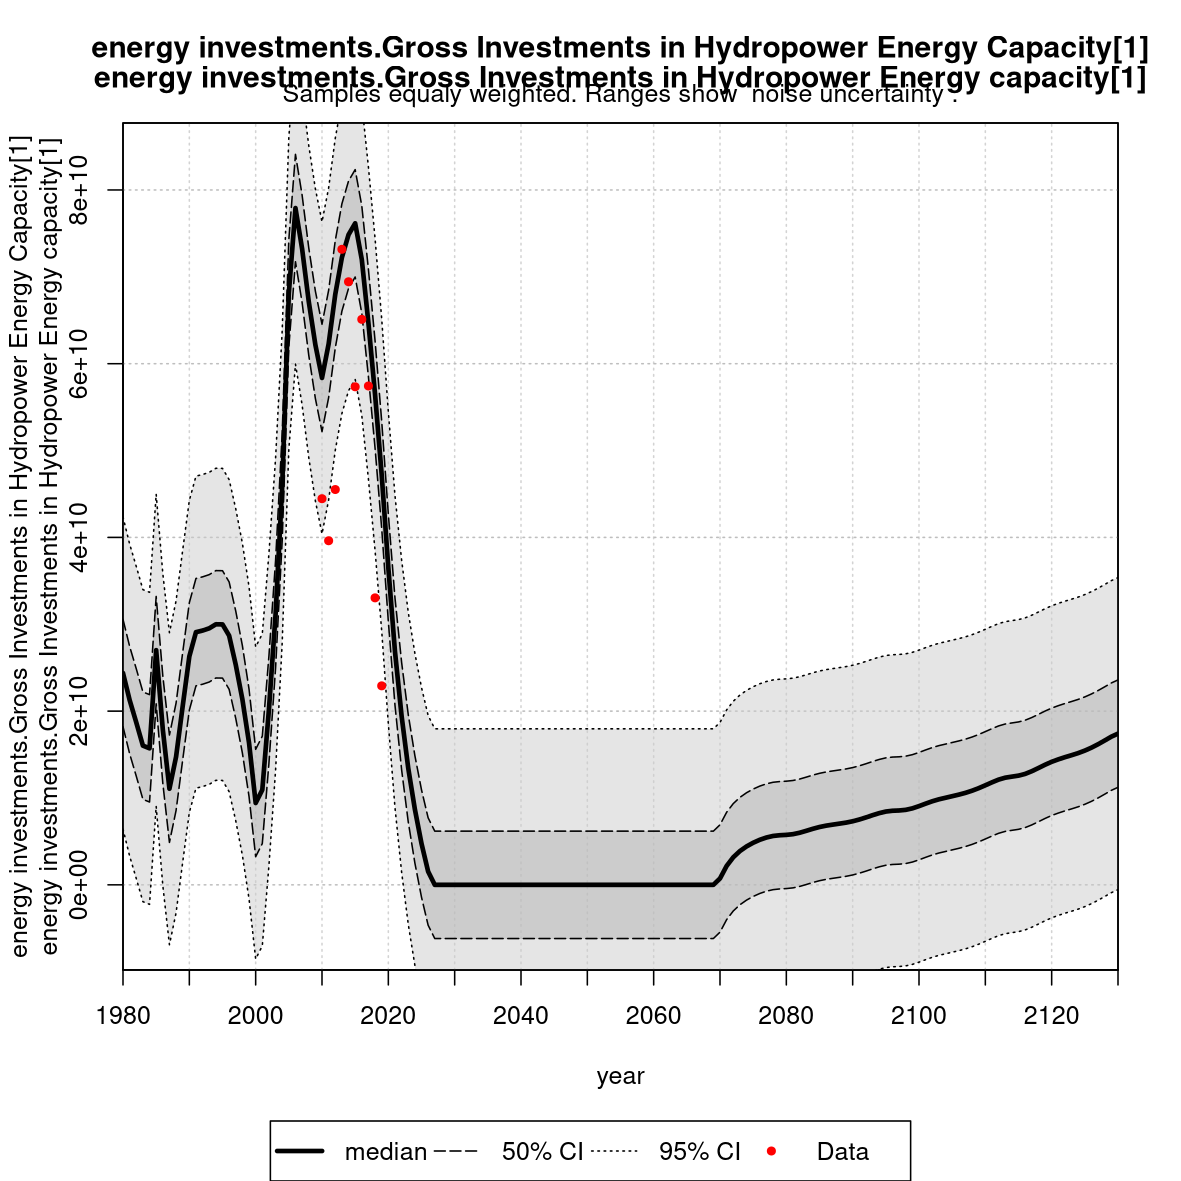 energy investments.Gross Investments in Hydropower Energy Capacity[1]
energy investments.Gross Investments in Hydropower Energy capacity[1]
Samples equaly weighted. Ranges show  noise uncertainty .
energy investments.Gross Investments in Hydropower Energy Capacity[1]
energy investments.Gross Investments in Hydropower Energy capacity[1]
8e+10
6e+10
4e+10
2e+10
0e+00
1980 2000 2020 2040 2060 2080 2100 2120
year
median 50% CI 95% CI Data